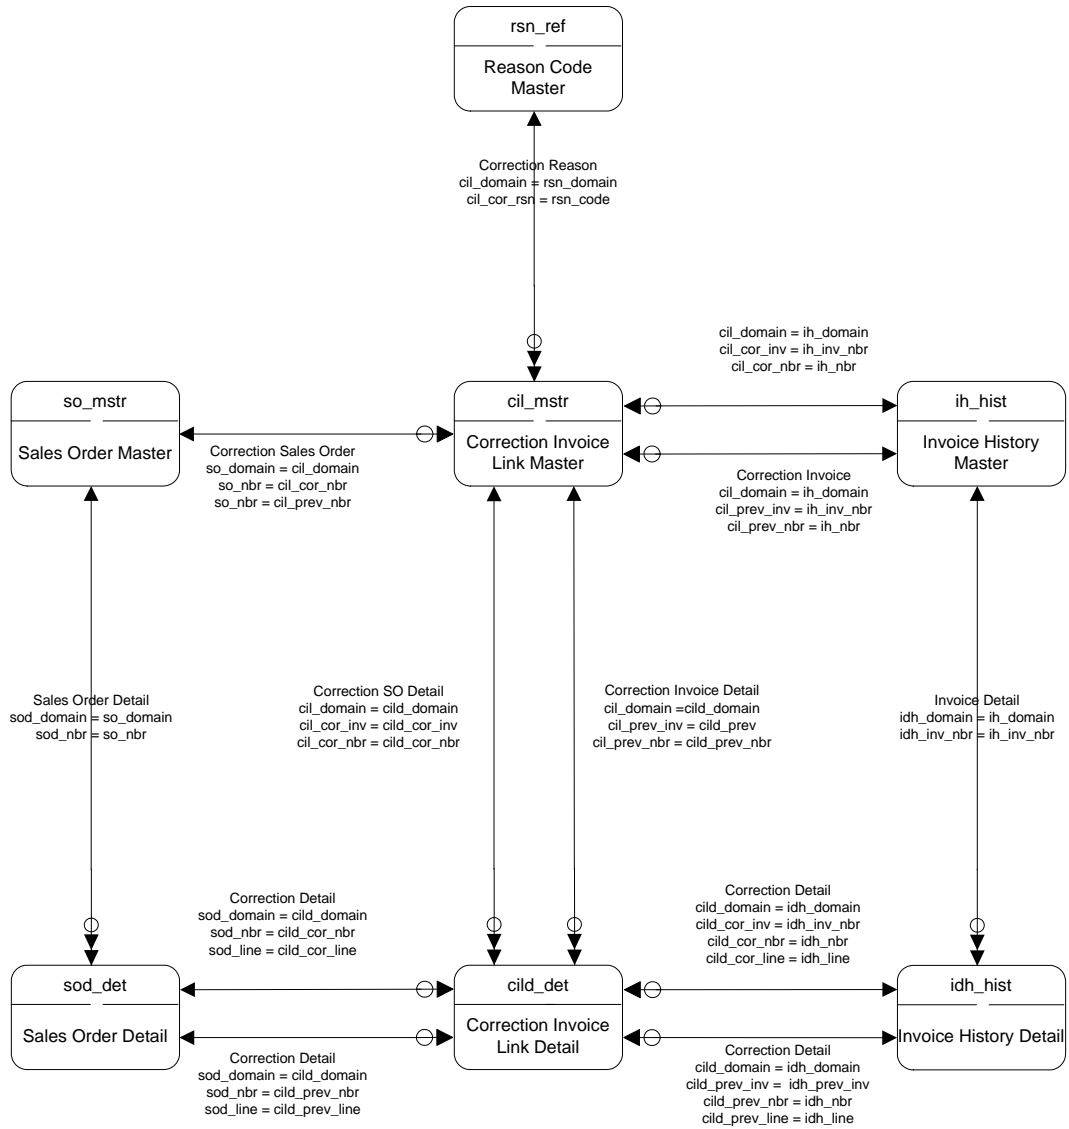 rsn_ref
Reason Code
Master
Correction Reason
cil_domain = rsn_domain
cil_cor_rsn = rsn_code
cil_domain = ih_domain
cil_cor_inv = ih_inv_nbr
cil_cor_nbr = ih_nbr
so_mstr
Sales Order Master
cil_mstr
Correction Invoice
Link Master
ih_hist
Invoice History
Master
Correction Sales Order
so_domain = cil_domain
so_nbr = cil_cor_nbr
so_nbr = cil_prev_nbr
Correction Invoice
cil_domain = ih_domain
cil_prev_inv = ih_inv_nbr
cil_prev_nbr = ih_nbr
Sales Order Detail
sod_domain = so_domain
sod_nbr = so_nbr
Correction SO Detail
cil_domain = cild_domain
cil_cor_inv = cild_cor_inv
cil_cor_nbr = cild_cor_nbr
Correction Invoice Detail
cil_domain =cild_domain
cil_prev_inv = cild_prev
cil_prev_nbr = cild_prev_nbr
Invoice Detail
idh_domain = ih_domain
idh_inv_nbr = ih_inv_nbr
Correction Detail
sod_domain = cild_domain
sod_nbr = cild_cor_nbr
sod_line = cild_cor_line
Correction Detail
cild_domain = idh_domain
cild_cor_inv = idh_inv_nbr
cild_cor_nbr = idh_nbr
cild_cor_line = idh_line
sod_det
Sales Order Detail
cild_det
Correction Invoice
Link Detail
idh_hist
Invoice History Detail
Correction Detail
sod_domain = cild_domain
sod_nbr = cild_prev_nbr
sod_line = cild_prev_line
Correction Detail
cild_domain = idh_domain
cild_prev_inv = idh_prev_inv
cild_prev_nbr = idh_nbr
cild_prev_line = idh_line